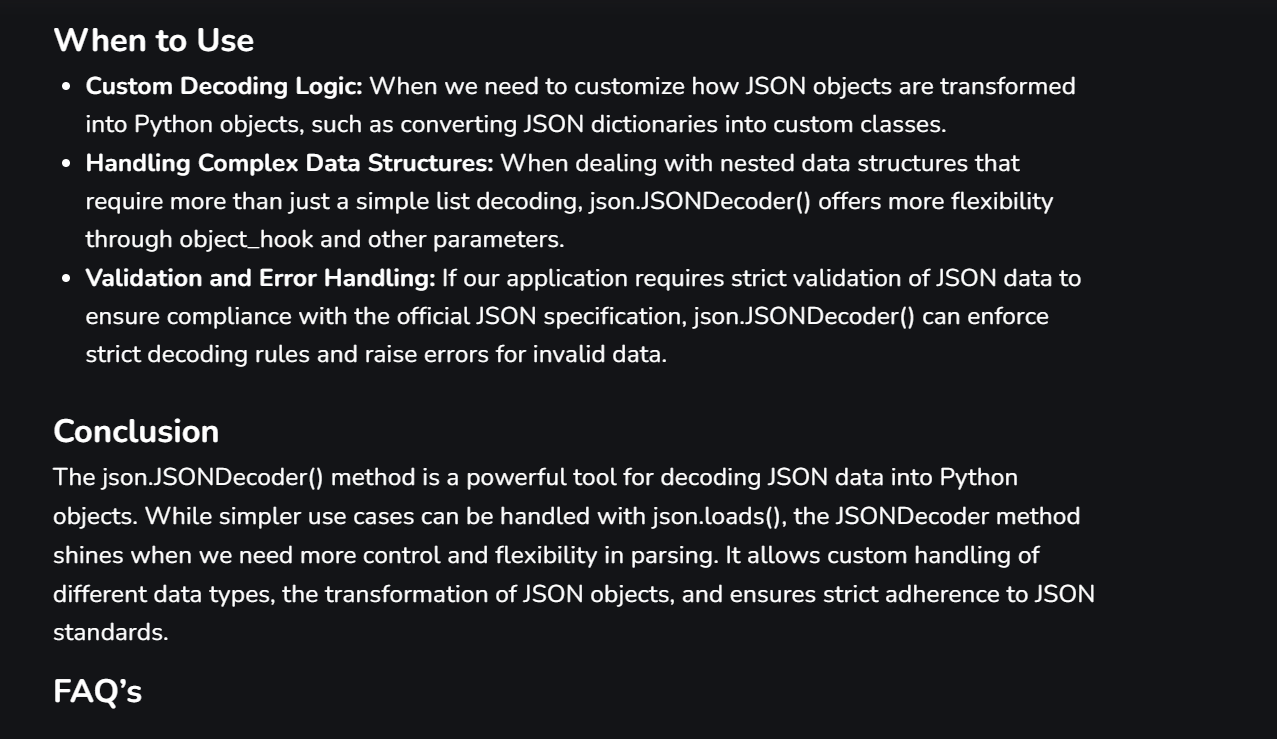 When to Use
• Custom Decoding Logic: When we need to customize how JSON objects are transformed
into Python objects, such as converting JSON dictionaries into custom classes.
• Handling Complex Data Structures: When dealing with nested data structures that
require more than just a simple list decoding, json.JSONDecoder() offers more flexibility
through object_hook and other parameters.
• Validation and Error Handling: If our application requires strict validation of JSON data to
ensure compliance with the official JSON specification, json.JSONDecoder() can enforce
strict decoding rules and raise errors for invalid data.
Conclusion
The json.JSONDecoder() method is a powerful tool for decoding JSON data into Python
objects. While simpler use cases can be handled with json.loads(), the JSONDecoder method
shines when we need more control and flexibility in parsing. It allows custom handling of
different data types, the transformation of JSON objects, and ensures strict adherence to JSON
standards.
FAQ’s